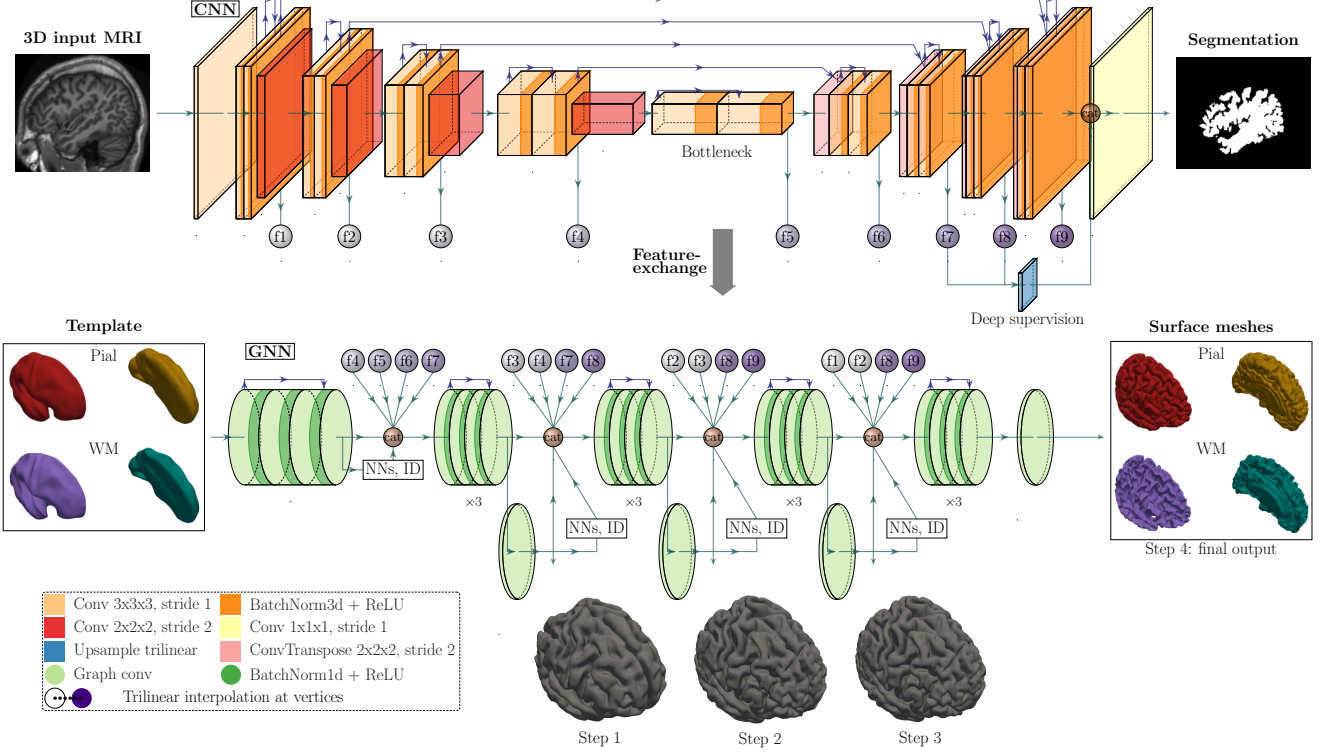 CNN
3D input MRI
Segmentation
cat
Bottleneck
f1 f2 f3 f4 f5 f6 f7 f8 f9
Feature-
exchange
Deep supervision
Template
Surface meshes
GNN
Pial
WM
f4 f5 f6 f7
f3 f4 f7 f8
f2 f3 f8 f9
f1 f2 f8 f9
Pial
WM
cat cat cat cat
NNs, ID
×3 ×3 ×3 ×3
NNs, ID NNs, ID NNs, ID
Step 4: final output
Conv 3x3x3, stride 1
BatchNorm3d + ReLU
Conv 2x2x2, stride 2
Conv 1x1x1, stride 1
Upsample trilinear
ConvTranspose 2x2x2, stride 2
Graph conv
BatchNorm1d + ReLU
Trilinear interpolation at vertices
Step 1 Step 2 Step 3